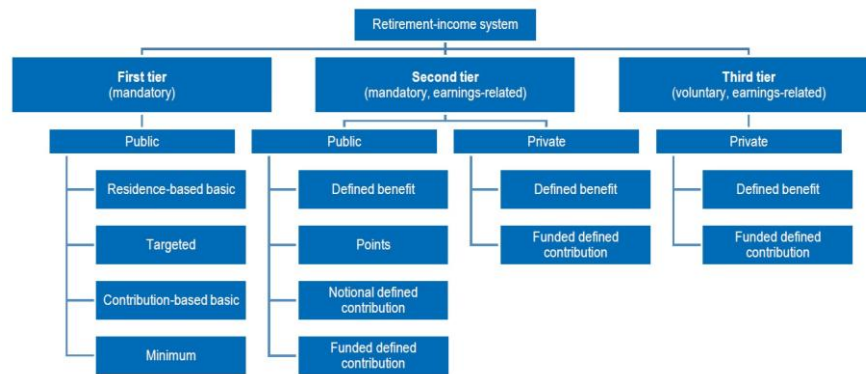 Retirement-income system
First tier
(mandatory)
Second tier
(mandatory, earnings-related)
Third tier
(voluntary, earnings-related)
Public
Public
Private
Private
Residence-based basic
Defined benefit
Defined benefit
Defined benefit
Targeted
Points
Funded defined
contribution
Funded defined
contribution
Contribution-based basic
Notional defined
contribution
Minimum
Funded defined
contribution